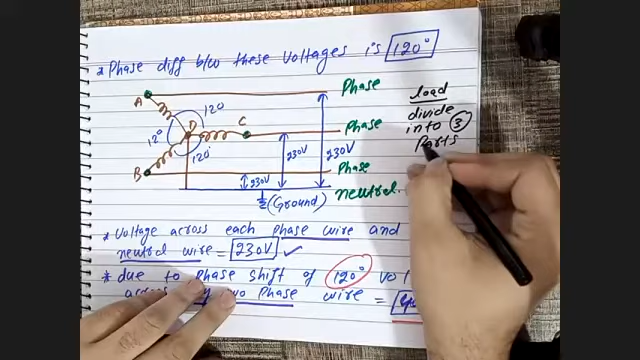 * Phase diff b/w these voltages is 120°
A
B
C
D
120
120
120°
Phase
Phase
Phase
neutral.
230V
230V
230V
(Ground)
load
divide
into ③
Parts
* Voltage across each phase wire and
neutral wire = 230V ✓
* due to phase shift of 120° vo
across two phase wire =